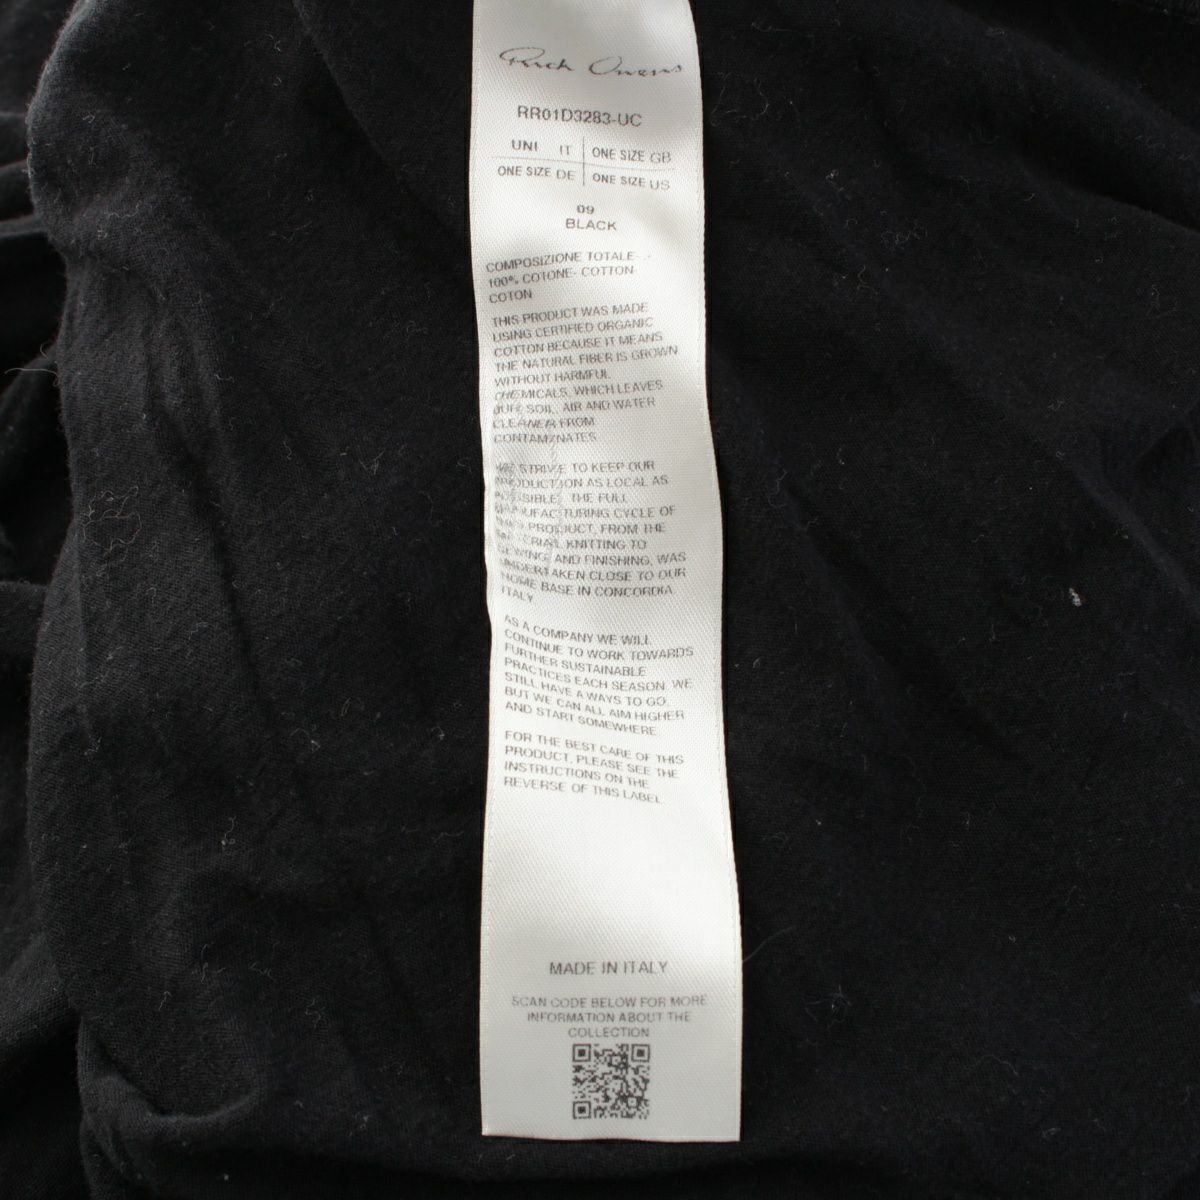 Rick Owens
RR01D3283-UC
UNI IT ONE SIZE GB
ONE SIZE DE ONE SIZE US
09
BLACK
COMPOSIZIONE TOTALE- -
100% COTONE- COTTON
COTON
THIS PRODUCT WAS MADE
USING CERTIFIED ORGANIC
COTTON BECAUSE IT MEANS
THE NATURAL FIBER IS GROWN
WITHOUT HARMFUL
CHEMICALS, WHICH LEAVES
OUR SOIL, AIR AND WATER
CLEANER FROM
CONTAMINATES
WE STRIVE TO KEEP OUR
PRODUCTION AS LOCAL AS
POSSIBLE. THE FULL
MANUFACTURING CYCLE OF
THIS PRODUCT, FROM THE
MATERIAL KNITTING TO
SEWING AND FINISHING, WAS
UNDERTAKEN CLOSE TO OUR
HOME BASE IN CONCORDIA
ITALY
AS A COMPANY WE WILL
CONTINUE TO WORK TOWARDS
FURTHER SUSTAINABLE
PRACTICES EACH SEASON. WE
STILL HAVE A WAYS TO GO,
BUT WE CAN ALL AIM HIGHER
AND START SOMEWHERE.
FOR THE BEST CARE OF THIS
PRODUCT, PLEASE SEE THE
INSTRUCTIONS ON THE
REVERSE OF THIS LABEL.
MADE IN ITALY
SCAN CODE BELOW FOR MORE
INFORMATION ABOUT THE
COLLECTION